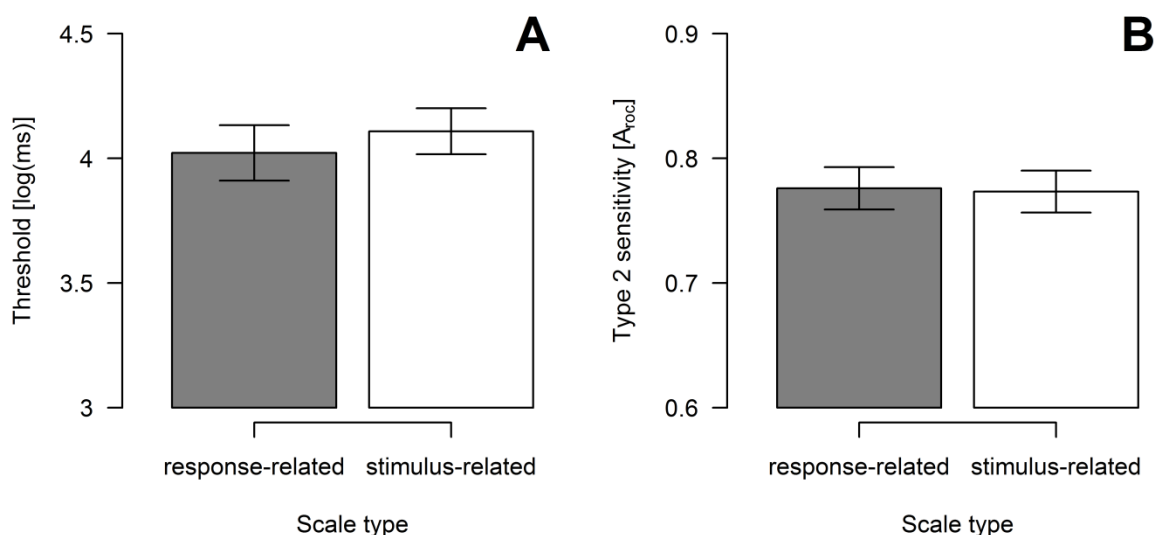 A
Threshold [log(ms)]
4.5
4
3.5
3
response-related stimulus-related
Scale type
B
Type 2 sensitivity [Aroc]
0.9
0.8
0.7
0.6
response-related stimulus-related
Scale type